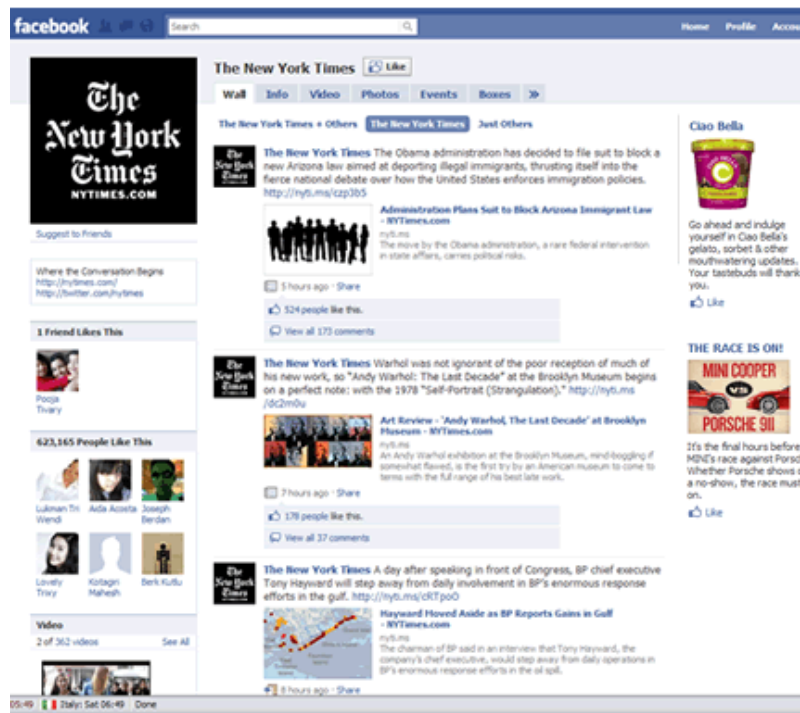 facebook
Search
Home Profile Accou
The New York Times Like
Wall Info Video Photos Events Boxes »
The New York Times + Others The New York Times Just Others
The
New York
Times
NYTIMES.COM
Suggest to Friends
Where the Conversation Begins
http://nytimes.com/
http://twitter.com/nytimes
1 Friend Likes This
Pooja
Tivary
623,165 People Like This
Lukman Tri
Wendi
Aida Acosta
Joseph
Berdan
Lovely
Trixy
Kotagiri
Mahesh
Berk Kutlu
Video
2 of 362 videos See All
The
New York
Times
The New York Times The Obama administration has decided to file suit to block a
new Arizona law aimed at deporting illegal immigrants, thrusting itself into the
fierce national debate over how the United States enforces immigration policies.
http://nyti.ms/czp3b5
Administration Plans Suit to Block Arizona Immigrant Law
- NYTimes.com
nyti.ms
The move by the Obama administration, a rare federal intervention
in state affairs, carries political risks.
5 hours ago · Share
524 people like this.
View all 173 comments
The
New York
Times
The New York Times Warhol was not ignorant of the poor reception of much of
his new work, so "Andy Warhol: The Last Decade" at the Brooklyn Museum begins
on a perfect note: with the 1978 "Self-Portrait (Strangulation)." http://nyti.ms
/dc2m0u
Art Review - 'Andy Warhol, The Last Decade' at Brooklyn
Museum - NYTimes.com
nyti.ms
An Andy Warhol exhibition at the Brooklyn Museum, mind-boggling if
somewhat flawed, is the first try by an American museum to come to
terms with the full range of his best late work.
7 hours ago · Share
178 people like this.
View all 37 comments
The
New York
Times
The New York Times A day after speaking in front of Congress, BP chief executive
Tony Hayward will step away from daily involvement in BP's enormous response
efforts in the gulf. http://nyti.ms/cRTpoO
Hayward Moved Aside as BP Reports Gains in Gulf
- NYTimes.com
nyti.ms
The chairman of BP said in an interview that Tony Hayward, the
company's chief executive, would step away from daily operations in
BP's enormous response efforts in the oil spill.
8 hours ago · Share
Ciao Bella
Go ahead and indulge
yourself in Ciao Bella's
gelato, sorbet & other
mouthwatering updates.
Your tastebuds will thank
you.
Like
THE RACE IS ON!
MINI COOPER
VS
PORSCHE 911
It's the final hours before
MINI's race against Porsc
Whether Porsche shows o
a no-show, the race must
on.
Like
05:49 Italy: Sat 06:49 Done